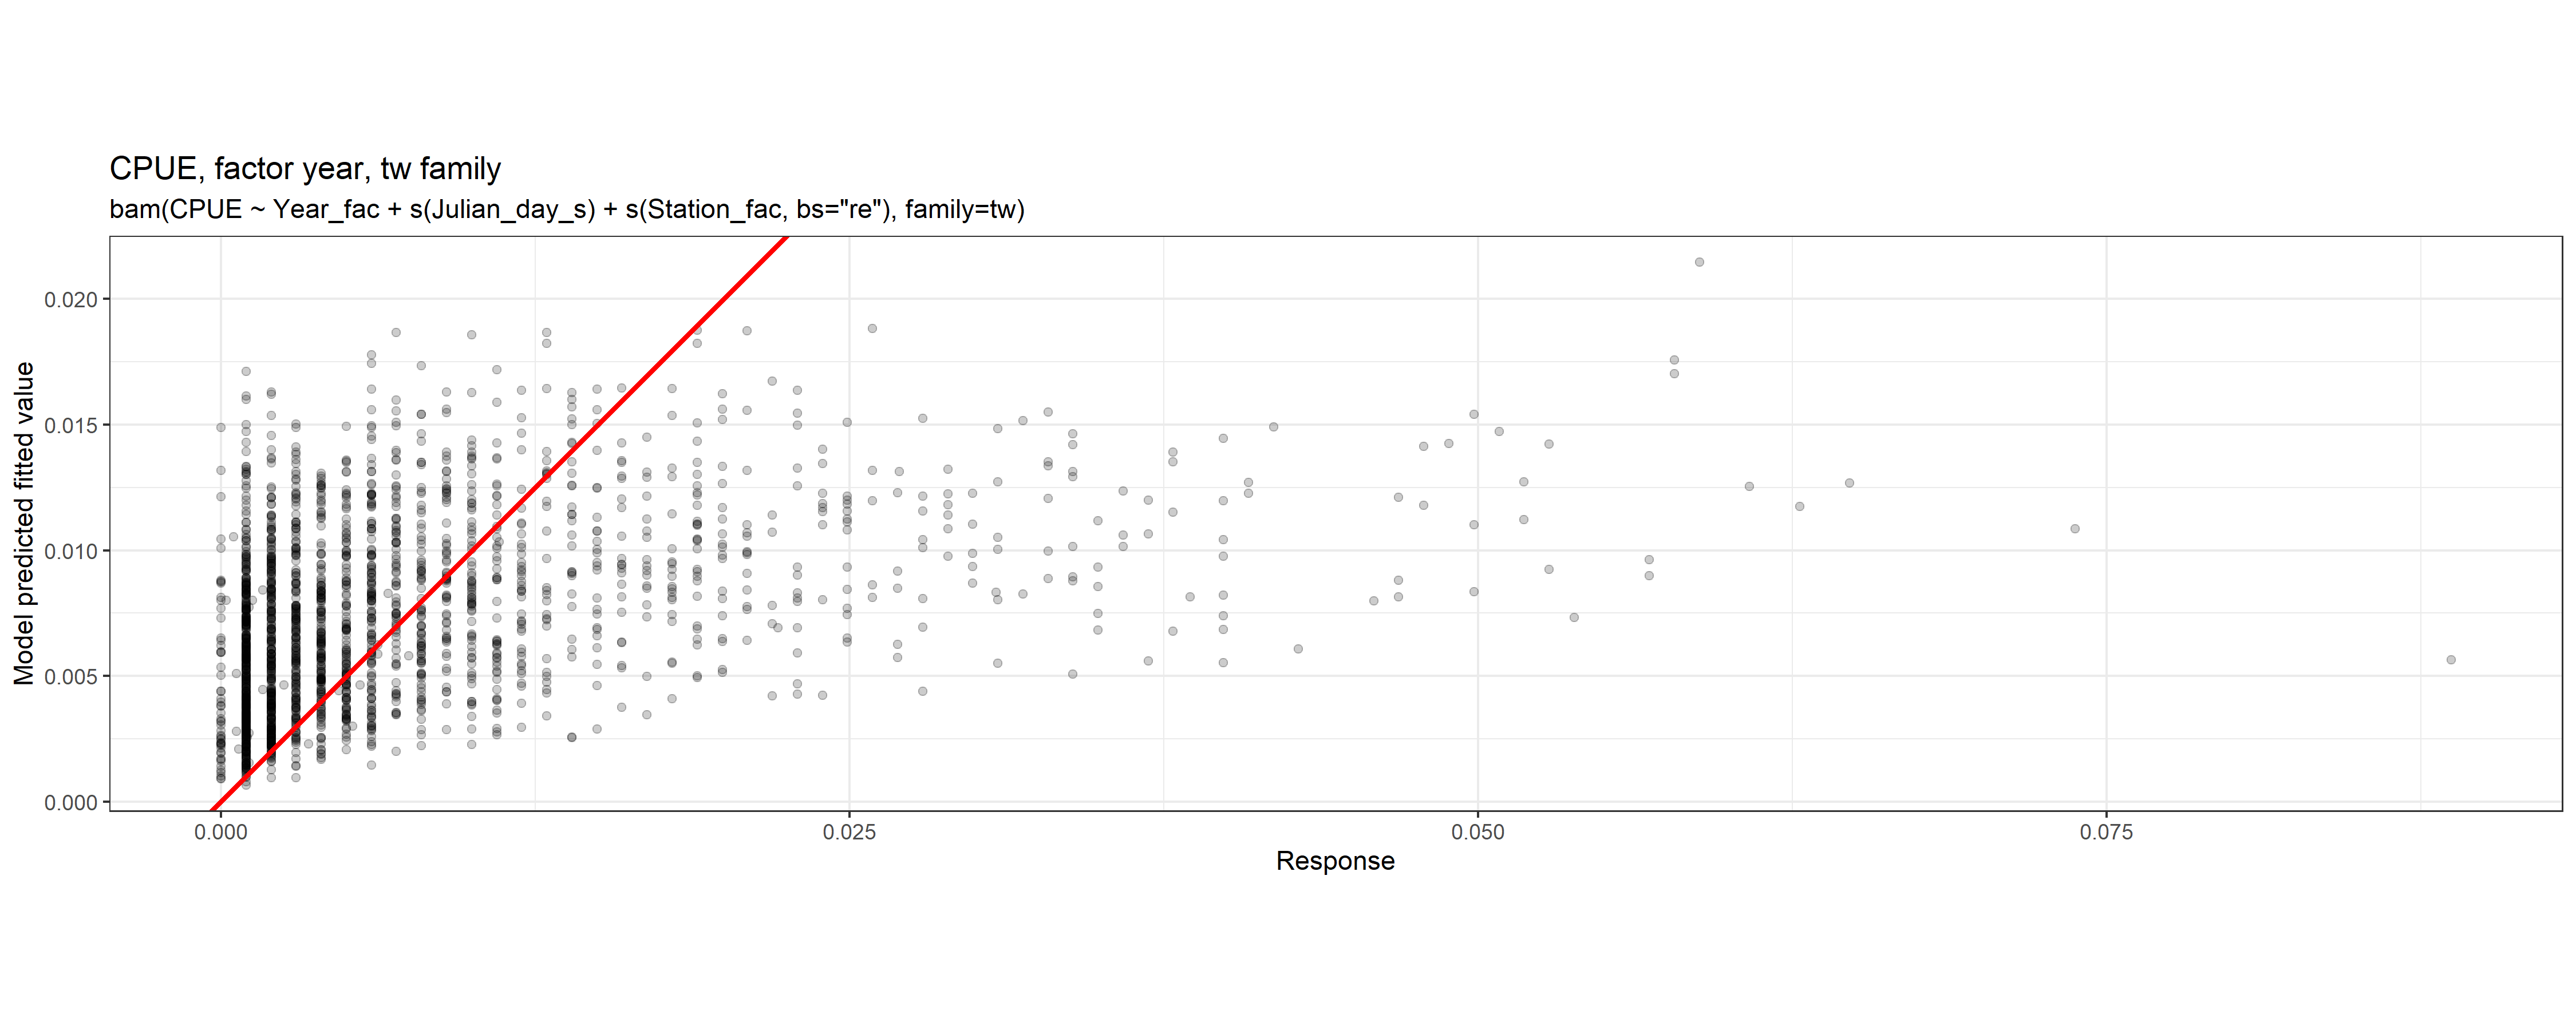 CPUE, factor year, tw family
bam(CPUE ~ Year_fac + s(Julian_day_s) + s(Station_fac, bs="re"), family=tw)
Model predicted fitted value
0.020
0.015
0.010
0.005
0.000
0.000 0.025 0.050 0.075
Response